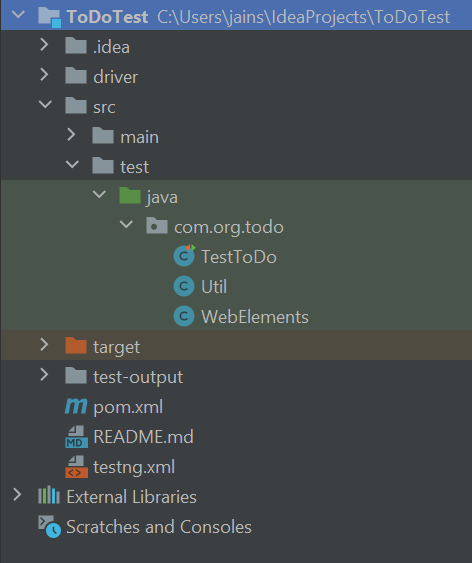 ToDoTest C:\Users\jains\IdeaProjects\ToDoTest
.idea
driver
src
main
test
java
com.org.todo
C TestToDo
C Util
C WebElements
target
test-output
m pom.xml
MD README.md
<> testng.xml
External Libraries
Scratches and Consoles